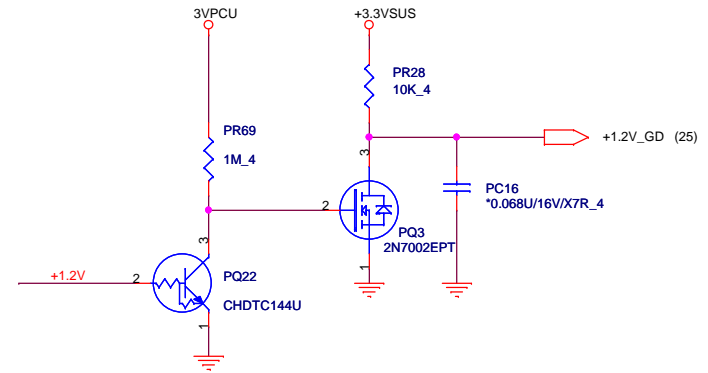 3VPCU
+3.3VSUS
PR28
10K_4
PR69
1M_4
+1.2V_GD (25)
3
2
PC16
*0.068U/16V/X7R_4
PQ3
2N7002EPT
3
1
+1.2V
2
PQ22
CHDTC144U
1